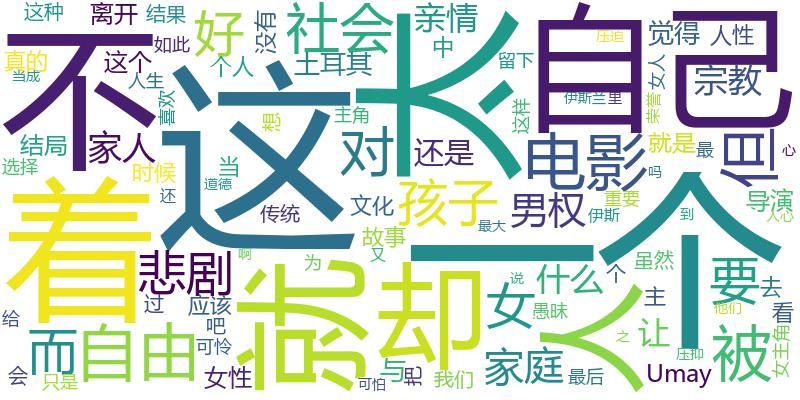 这种
离开
结果
好
社会
亲情
中
自己
压迫
觉得
人性
真的
这个
如此
没有
当成
人生
不
这
长
个人
土耳其
留下
宗教
女人
喜欢
想
主角
这样
伊斯兰
里
荣誉
结局
家人
对
还是
电影
就是
最
但
心
选择
时候
当
还
道德
吗
着
传统
文化
孩子
男权
伊斯
重要
到
导演
人心
悲剧
故事
最大
一个
啊
为
又
就
却
什么
个
虽然
去
看
给
过
应该
女
说
愚昧
主
要
他们
而
自由
吧
可怜
人
让
之
被
女主角
会
只是
女性
可怕
与
把
我们
家庭
最后
Umay
压抑